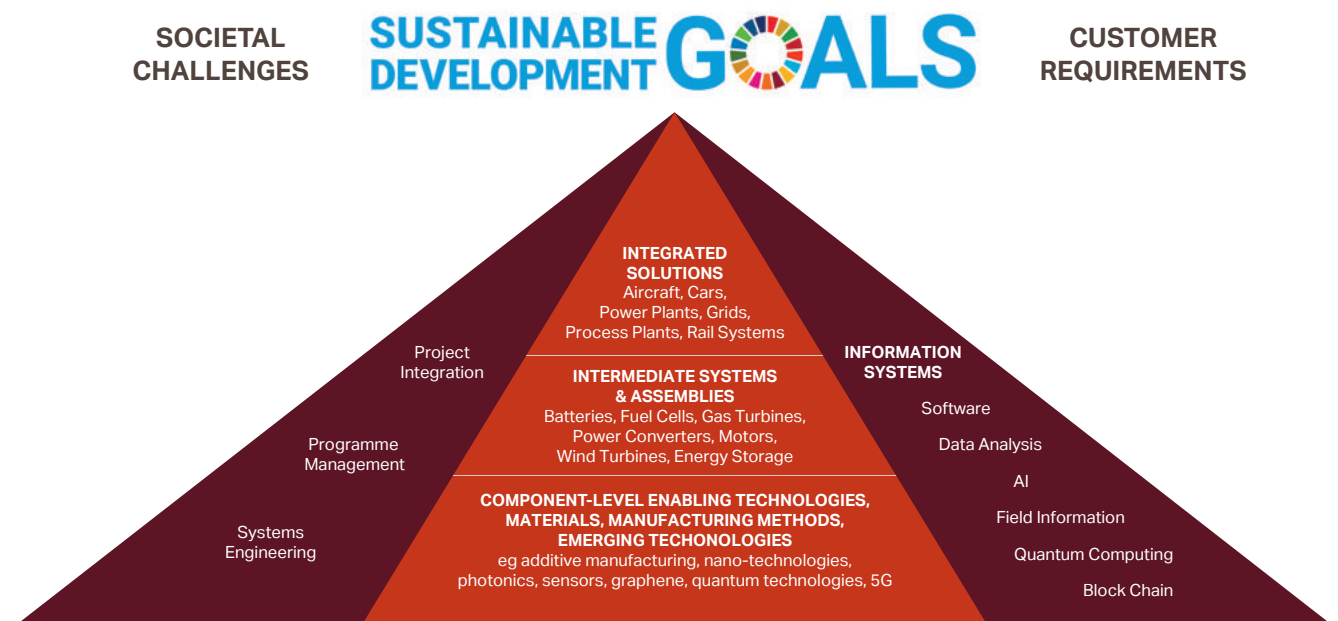 SOCIETAL
CHALLENGES
SUSTAINABLE
DEVELOPMENT
GOALS
CUSTOMER
REQUIREMENTS
Project
Integration
Programme
Management
Systems
Engineering
INTEGRATED
SOLUTIONS
Aircraft, Cars,
Power Plants, Grids,
Process Plants, Rail Systems
INTERMEDIATE SYSTEMS
& ASSEMBLIES
Batteries, Fuel Cells, Gas Turbines,
Power Converters, Motors,
Wind Turbines, Energy Storage
COMPONENT-LEVEL ENABLING TECHNOLOGIES,
MATERIALS, MANUFACTURING METHODS,
EMERGING TECHONOLOGIES
eg additive manufacturing, nano-technologies,
photonics, sensors, graphene, quantum technologies, 5G
INFORMATION
SYSTEMS
Software
Data Analysis
AI
Field Information
Quantum Computing
Block Chain